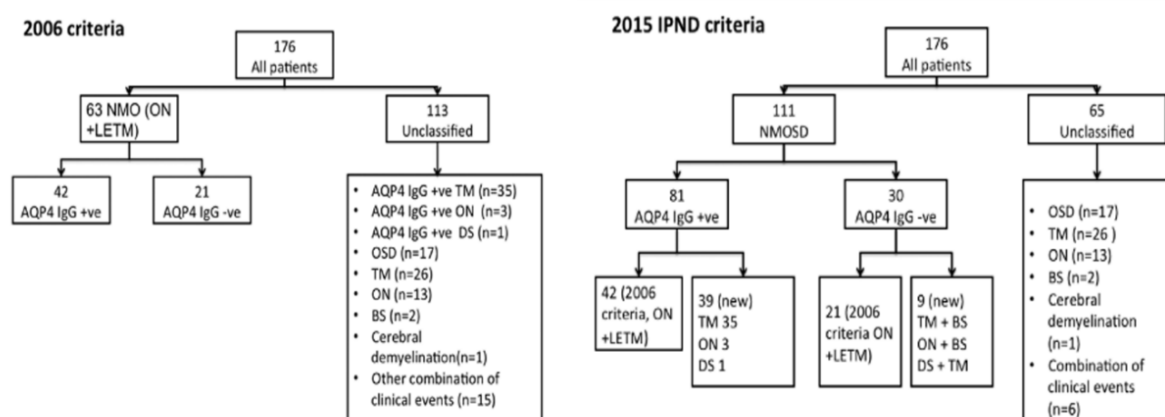 2006 criteria
176
All patients
63 NMO (ON
+LETM)
113
Unclassified
42
AQP4 IgG +ve
21
AQP4 IgG -ve
• AQP4 IgG +ve TM (n=35)
• AQP4 IgG +ve ON (n=3)
• AQP4 IgG +ve DS (n=1)
• OSD (n=17)
• TM (n=26)
• ON (n=13)
• BS (n=2)
• Cerebral
demyelination(n=1)
• Other combination of
clinical events (n=15)
2015 IPND criteria
176
All patients
111
NMOSD
65
Unclassified
81
AQP4 IgG +ve
30
AQP4 IgG -ve
42 (2006
criteria, ON
+LETM)
39 (new)
TM 35
ON 3
DS 1
21 (2006
criteria ON
+LETM)
9 (new)
TM + BS
ON + BS
DS + TM
• OSD (n=17)
• TM (n=26 )
• ON (n=13)
• BS (n=2)
• Cerebral
demyelination
(n=1)
• Combination of
clinical events
(n=6)